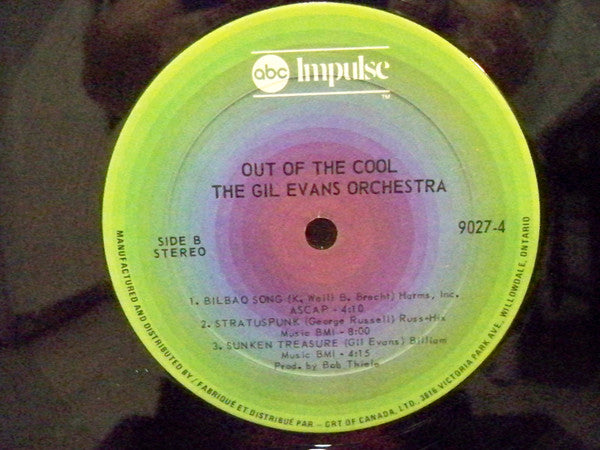 abc Impulse
TM
OUT OF THE COOL
THE GIL EVANS ORCHESTRA
SIDE B
STEREO
9027-4
1. BILBAO SONG (K. Weill B. Brecht) Harms, Inc.
ASCAP - 4:10
2. STRATUSPUNK (George Russell) Russ-Hix
Music BMI - 8:00
3. SUNKEN TREASURE (Gil Evans) Billiam
Music BMI - 4:15
Prod. by Bob Thiele
MANUFACTURED AND DISTRIBUTED BY / FABRIQUÉ ET DISTRIBUE PAR - GRT OF CANADA, LTD., 3816 VICTORIA PARK AVE. WILLOWDALE, ONTARIO